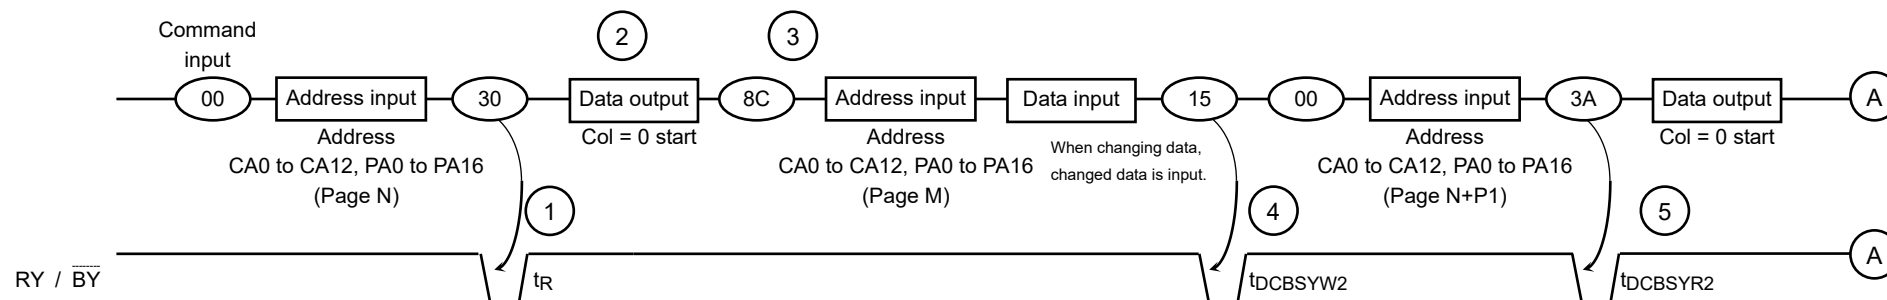 Command
input
2
3
00
Address input
30
Data output
8C
Address input
Data input
15
00
Address input
3A
Data output
A
Address
CA0 to CA12, PA0 to PA16
(Page N)
Col = 0 start
Address
CA0 to CA12, PA0 to PA16
(Page M)
When changing data,
changed data is input.
Address
CA0 to CA12, PA0 to PA16
(Page N+P1)
Col = 0 start
1
4
5
RY / BY
tR
tDCBSYW2
tDCBSYR2
A